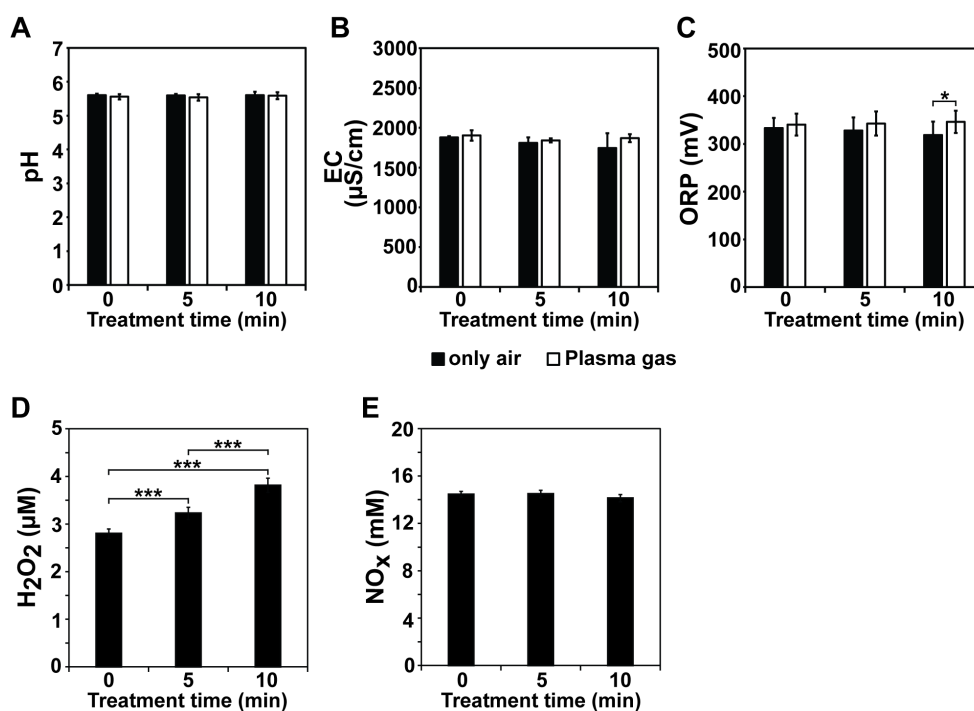 A
pH
7
6
5
4
3
2
1
0
0 5 10
Treatment time (min)
B
EC
(µS/cm)
3000
2500
2000
1500
1000
500
0
0 5 10
Treatment time (min)
C
ORP (mV)
500
400
300
200
100
0
*
0 5 10
Treatment time (min)
only air Plasma gas
D
H2O2 (µM)
5
4
3
2
1
0
***
***
***
0 5 10
Treatment time (min)
E
NOX (mM)
20
16
12
8
4
0
0 5 10
Treatment time (min)